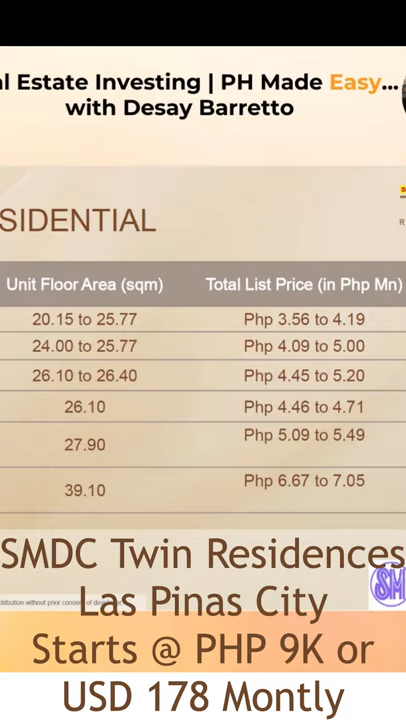 al Estate Investing | PH Made Easy...
with Desay Barretto
SIDENTIAL
Unit Floor Area (sqm) Total List Price (in Php Mn)
20.15 to 25.77 Php 3.56 to 4.19
24.00 to 25.77 Php 4.09 to 5.00
26.10 to 26.40 Php 4.45 to 5.20
26.10 Php 4.46 to 4.71
27.90 Php 5.09 to 5.49
39.10 Php 6.67 to 7.05
SMDC Twin Residences
Las Pinas City
Starts @ PHP 9K or
USD 178 Montly